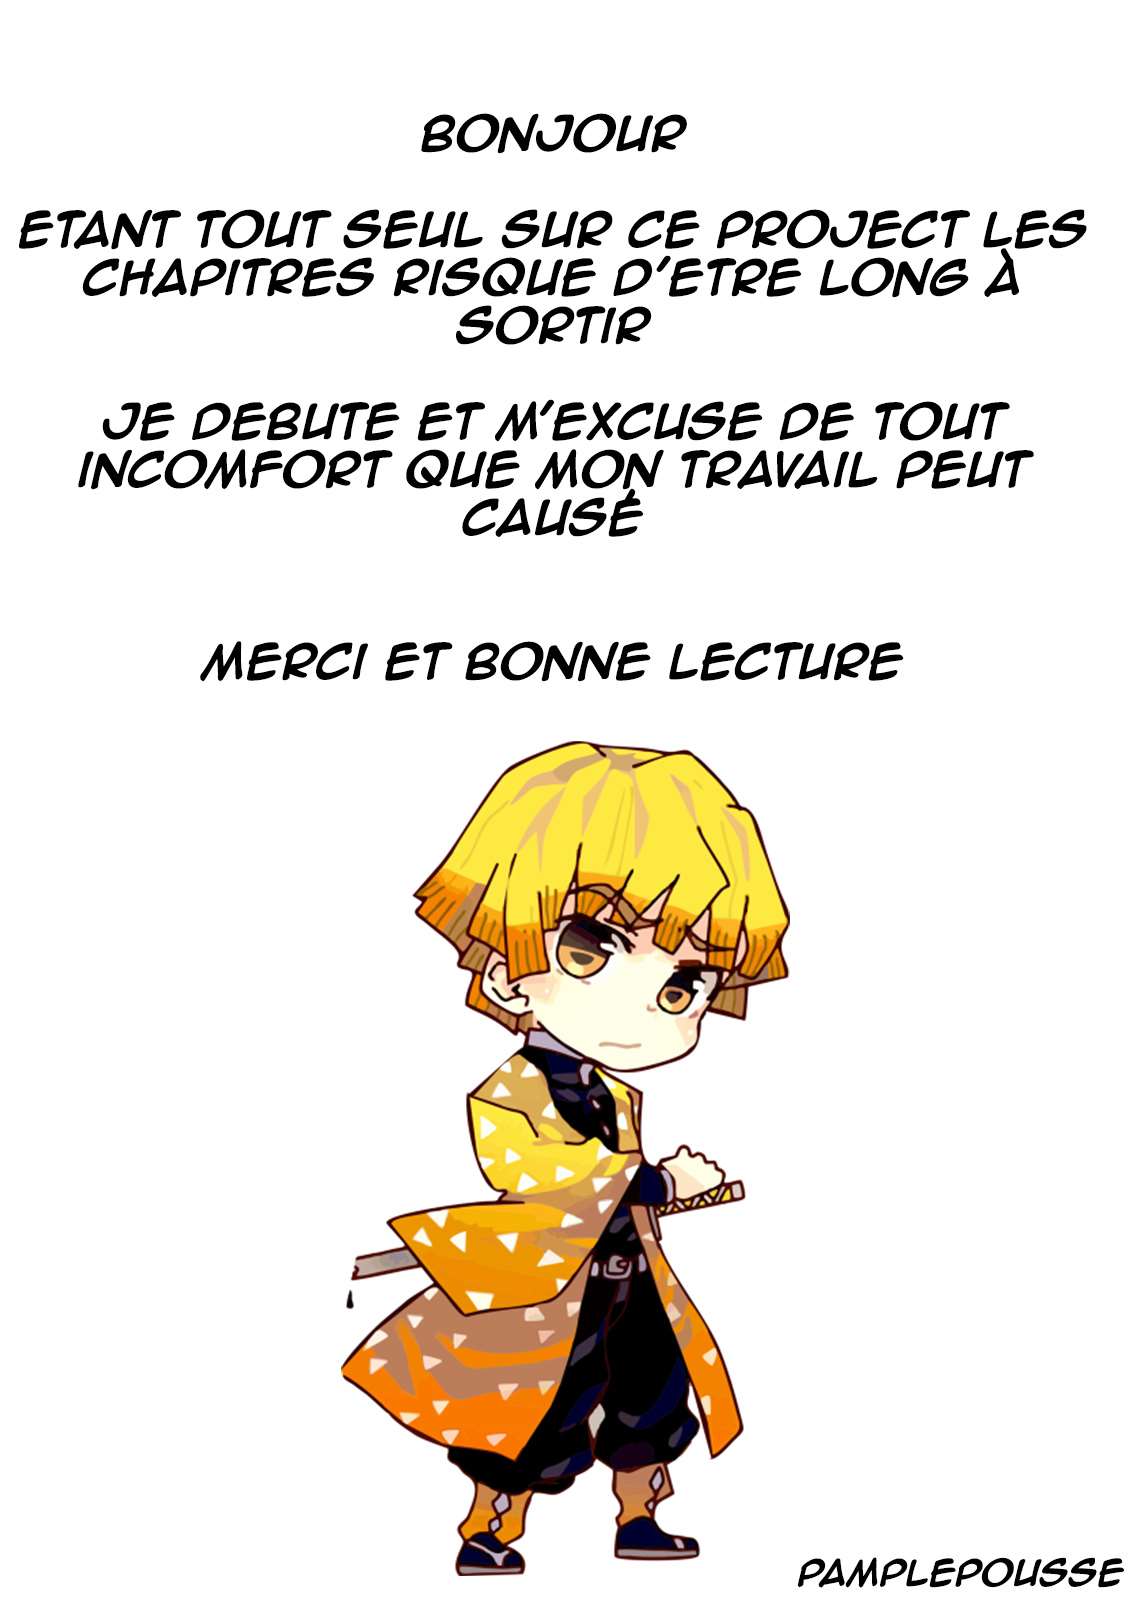 BONJOUR
ETANT TOUT SEUL SUR CE PROJECT LES
CHAPITRES RISQUE D'ETRE LONG À
SORTIR
JE DEBUTE ET M'EXCUSE DE TOUT
INCOMFORT QUE MON TRAVAIL PEUT
CAUSÉ
MERCI ET BONNE LECTURE
PAMPLEPOUSSE